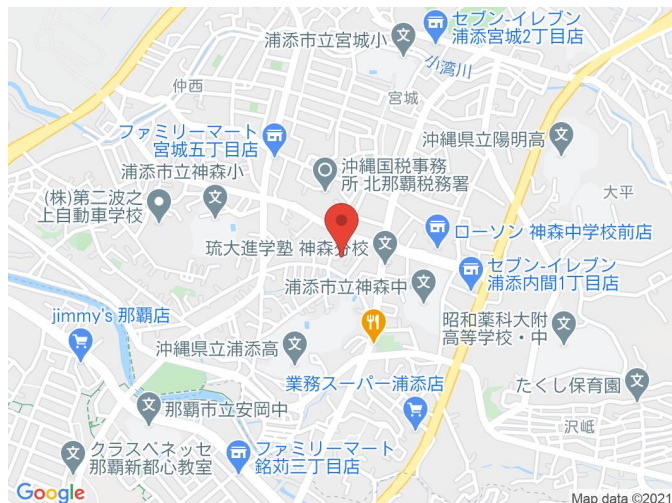 セブン-イレブン
浦添宮城2丁目店
浦添市立宮城小
小湾川
仲西
宮城
ファミリーマート
宮城五丁目店
沖縄県立陽明高
沖縄国税事務
所 北那覇税務署
浦添市立神森小
大平
(株)第二波之
上自動車学校
ローソン 神森中学校前店
琉大進学塾 神森分校
セブン-イレブン
浦添内間1丁目店
浦添市立神森中
jimmy's 那覇店
昭和薬科大附
高等学校・中
沖縄県立浦添高
業務スーパー浦添店
たくし保育園
那覇市立安岡中
沢岻
クラスベネッセ
那覇新都心教室
ファミリーマート
銘苅三丁目店
Google
Map data ©2021